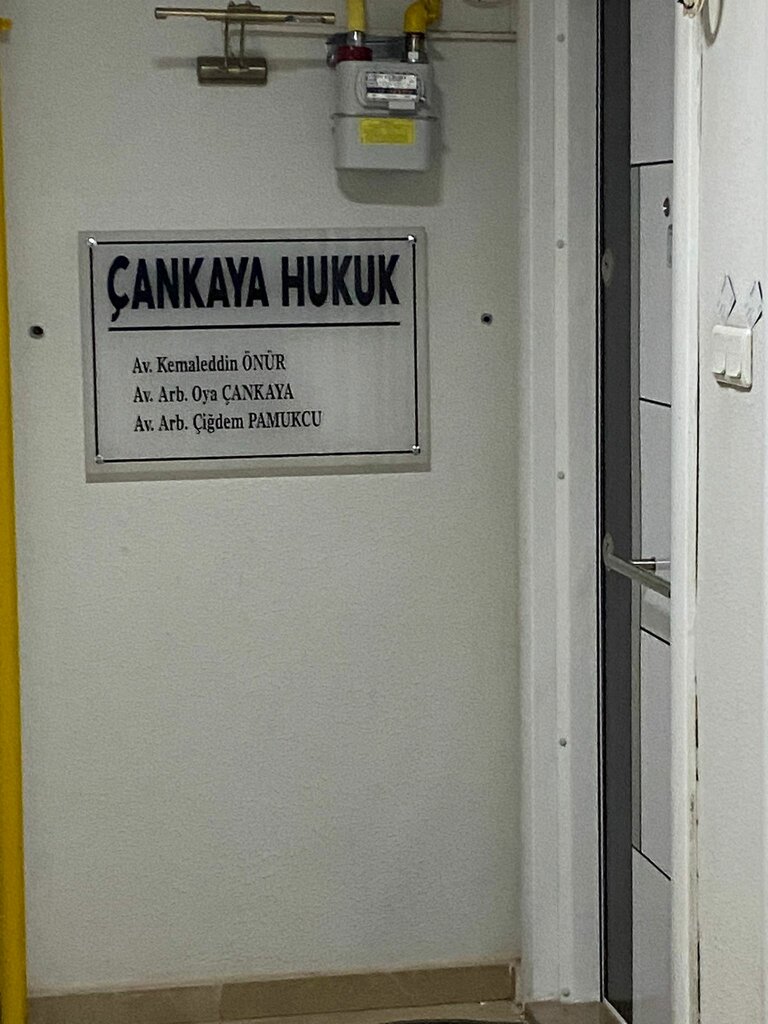 ÇANKAYA HUKUK
Av. Kemaleddin ÖNÜR
Av. Arb. Oya ÇANKAYA
Av. Arb. Çiğdem PAMUKCU